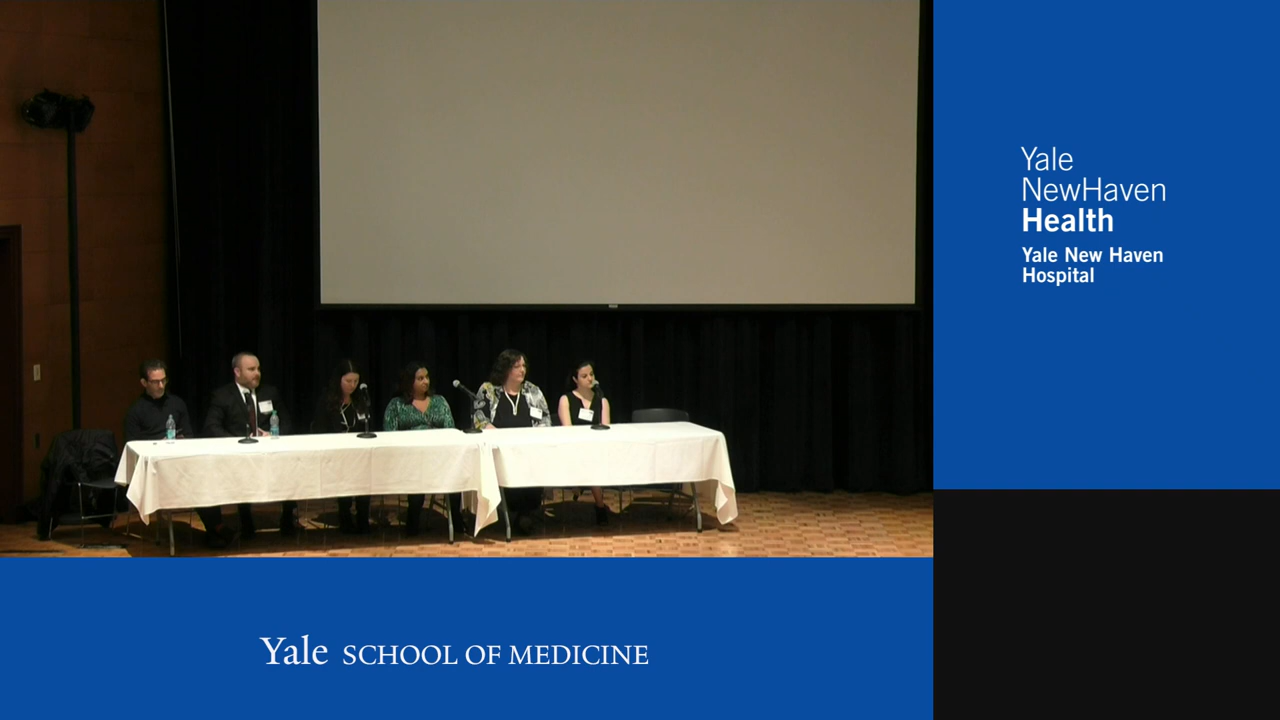 Yale
NewHaven
Health
Yale New Haven
Hospital
Yale SCHOOL OF MEDICINE